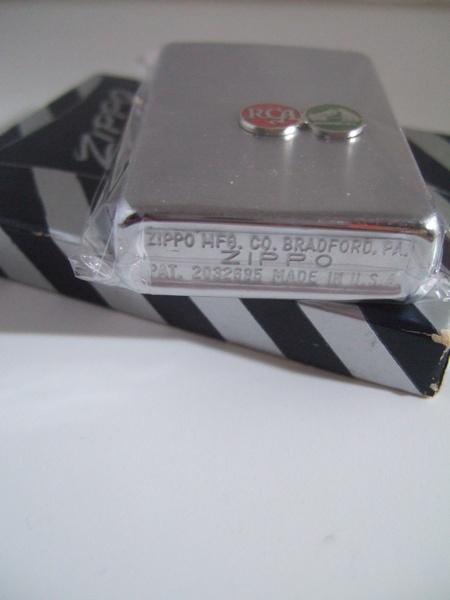 ZIPPO
RCA
ZIPPO MFG. CO. BRADFORD, PA.
ZIPPO
PAT. 2032695 MADE IN U.S.A